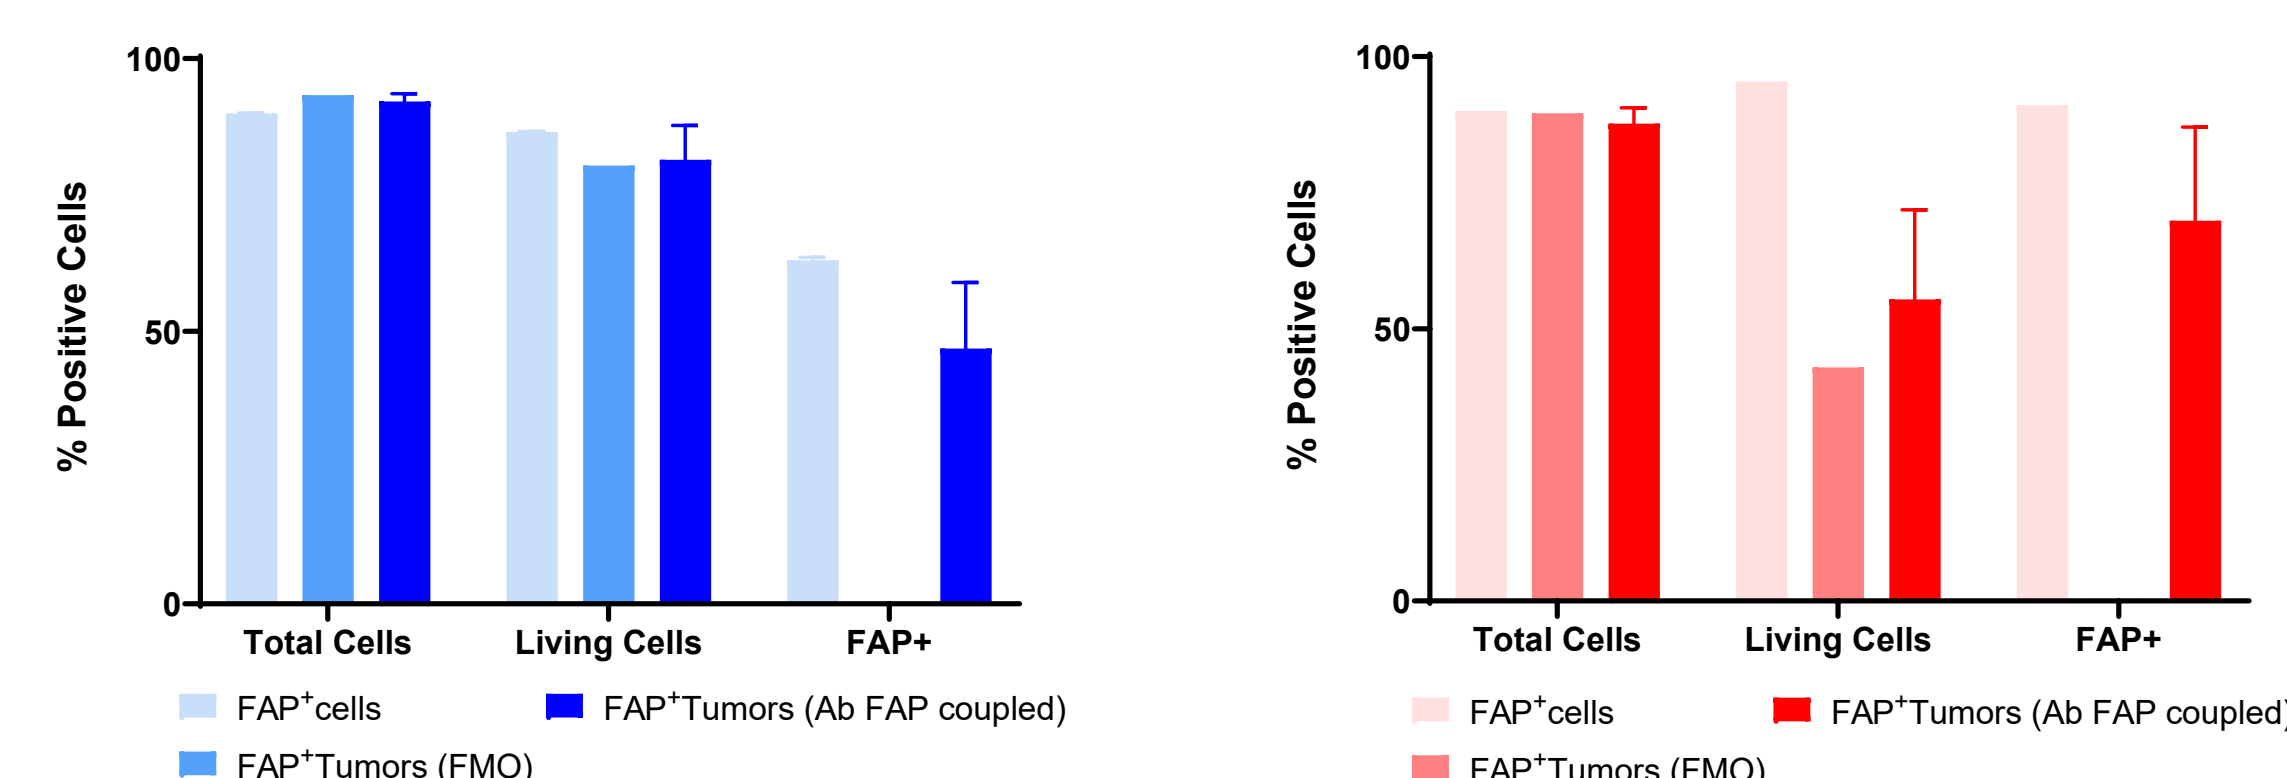 100
50
0
% Positive Cells
Total Cells
Living Cells
FAP+
FAP⁺cells
FAP⁺Tumors (Ab FAP coupled)
FAP⁺Tumors (FMO)
100
50
0
% Positive Cells
Total Cells
Living Cells
FAP+
FAP⁺cells
FAP⁺Tumors (Ab FAP coupled)
FAP⁺Tumors (FMO)